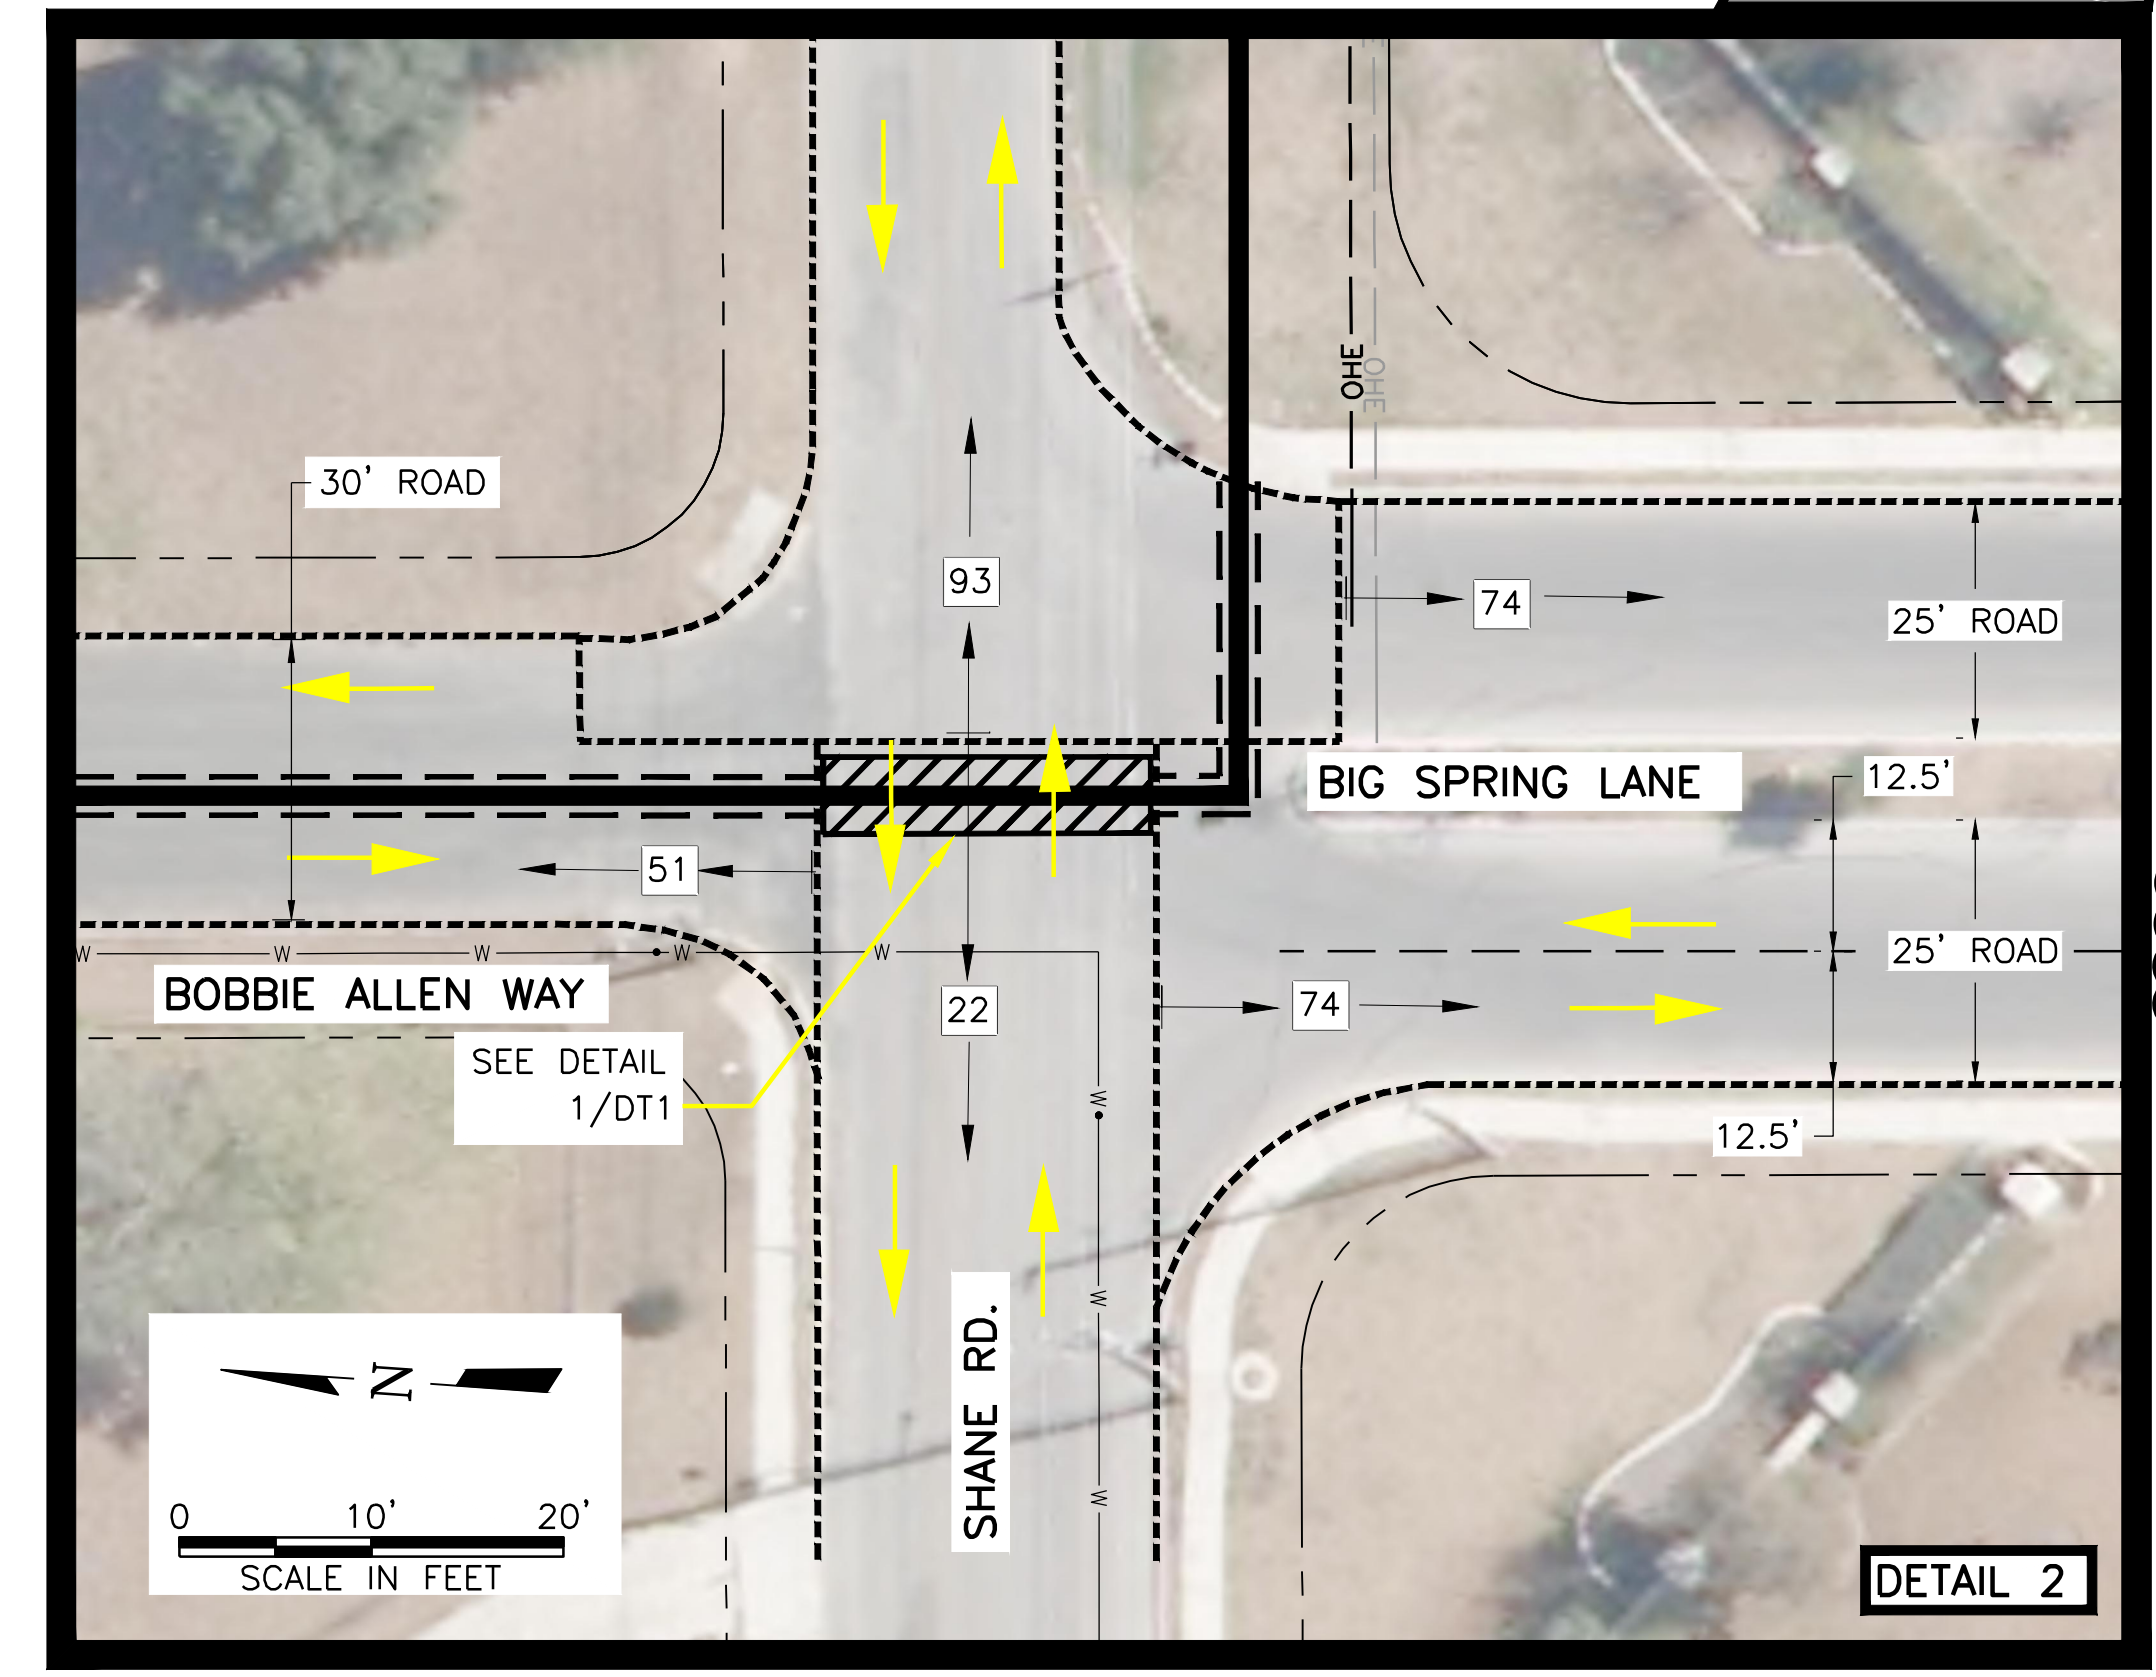 OHE
OHE
30' ROAD
93
74
25' ROAD
BIG SPRING LANE
12.5'
51
W
W
W
W
W
25' ROAD
BOBBIE ALLEN WAY
22
74
SEE DETAIL
1/DT1
W
12.5'
W
SHANE RD.
N
W
0 10' 20'
SCALE IN FEET
DETAIL 2